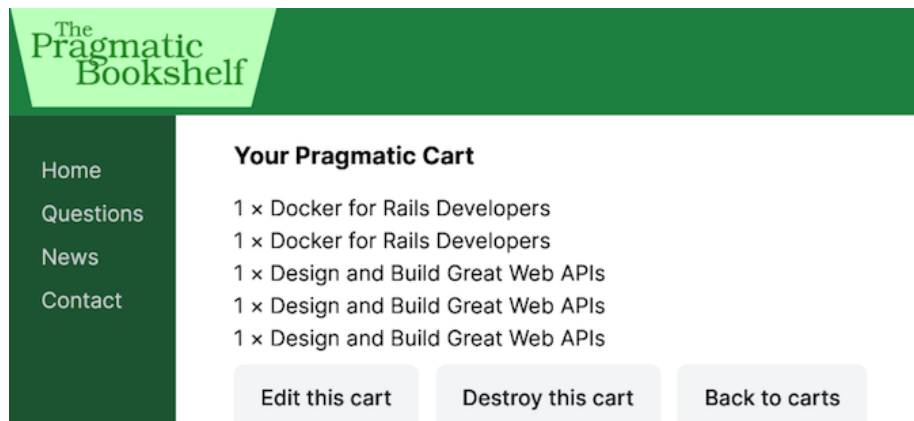 The
Pragmatic
Bookshelf
Home
Questions
News
Contact
Your Pragmatic Cart
1 × Docker for Rails Developers
1 × Docker for Rails Developers
1 × Design and Build Great Web APIs
1 × Design and Build Great Web APIs
1 × Design and Build Great Web APIs
Edit this cart Destroy this cart Back to carts